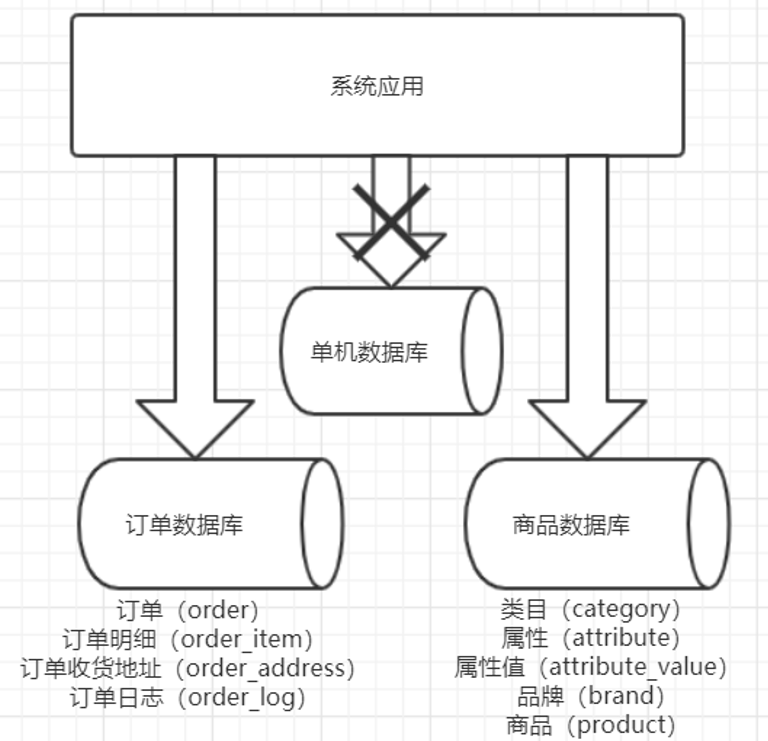 系统应用
单机数据库
订单数据库
商品数据库
订单（order）
订单明细（order_item）
订单收货地址（order_address）
订单日志（order_log）
类目（category）
属性（attribute）
属性值（attribute_value）
品牌（brand）
商品（product）